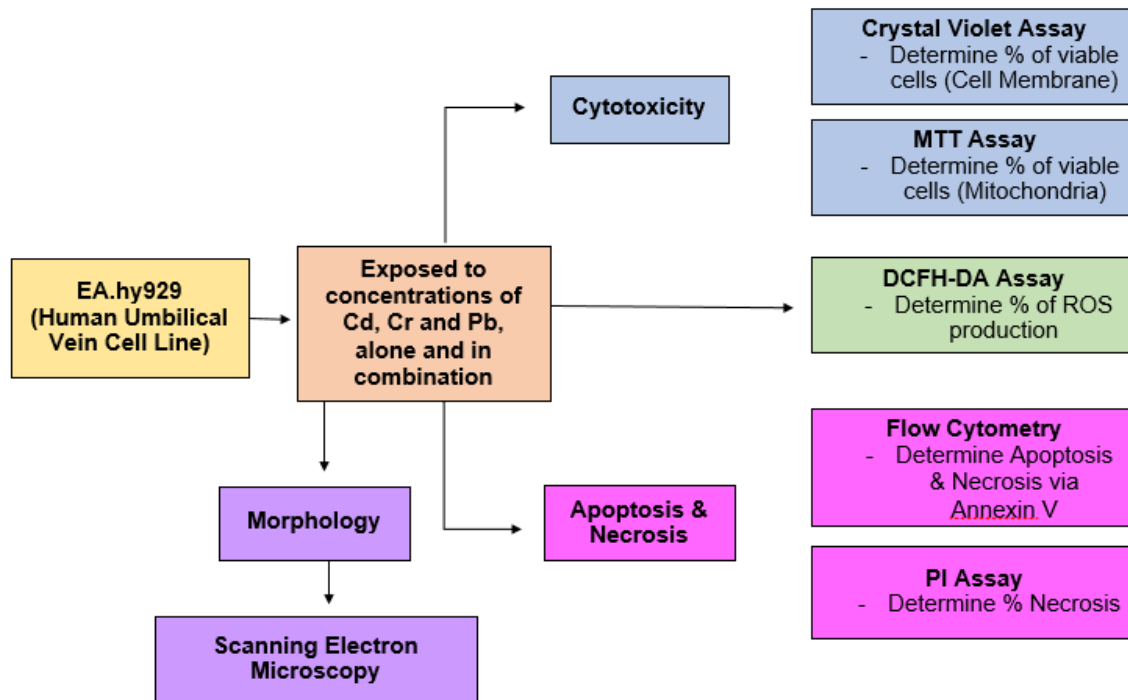 EA.hy929
(Human Umbilical
Vein Cell Line)
Exposed to
concentrations of
Cd, Cr and Pb,
alone and in
combination
Cytotoxicity
Crystal Violet Assay
- Determine % of viable
cells (Cell Membrane)
MTT Assay
- Determine % of viable
cells (Mitochondria)
DCFH-DA Assay
- Determine % of ROS
production
Apoptosis &
Necrosis
Flow Cytometry
- Determine Apoptosis
& Necrosis via
Annexin V
PI Assay
- Determine % Necrosis
Morphology
Scanning Electron
Microscopy